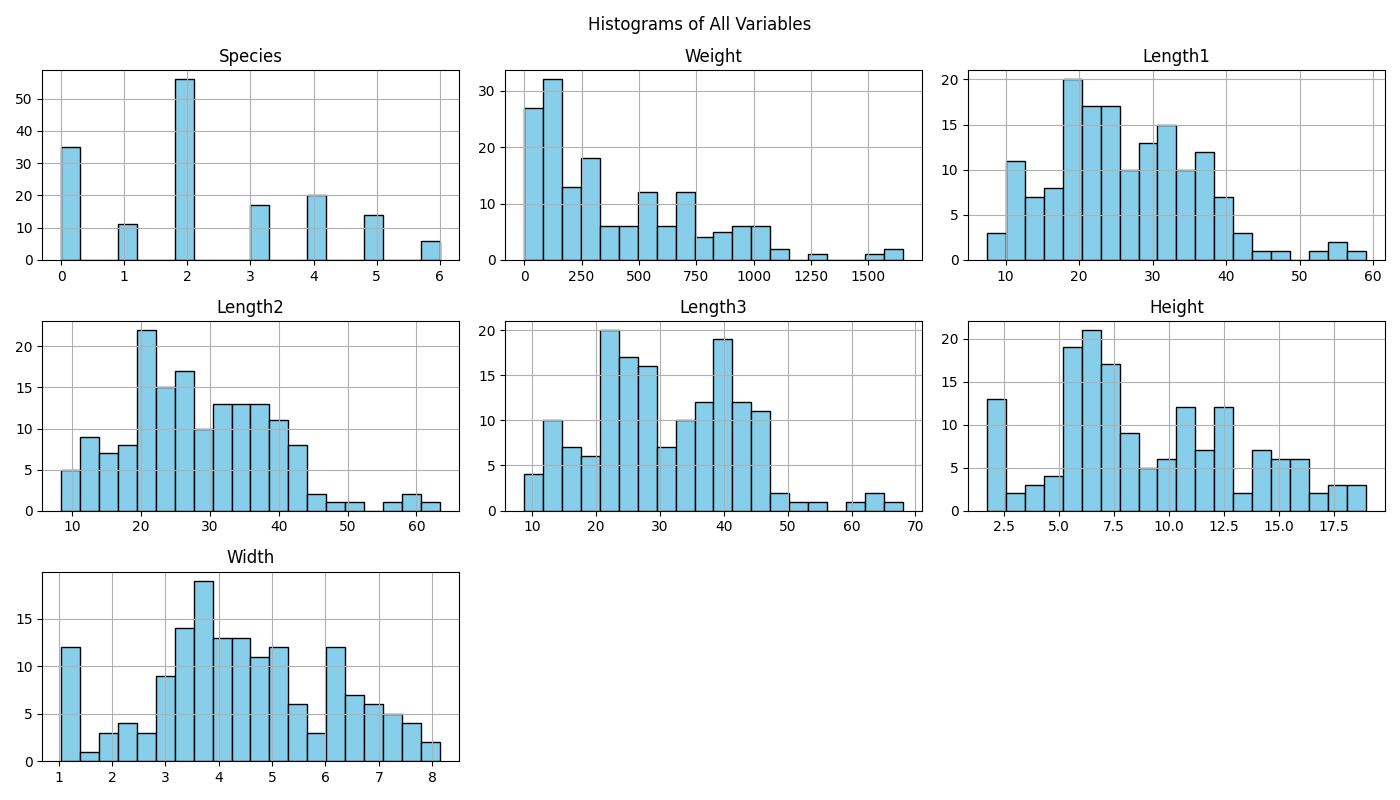 Histograms of All Variables
Species
50
40
30
20
10
0
0 1 2 3 4 5 6
Weight
30
20
10
0
0 250 500 750 1000 1250 1500
Length1
20
15
10
5
0
10 20 30 40 50 60
Length2
20
15
10
5
0
10 20 30 40 50 60
Length3
20
15
10
5
0
10 20 30 40 50 60 70
Height
20
15
10
5
0
2.5 5.0 7.5 10.0 12.5 15.0 17.5
Width
15
10
5
0
1 2 3 4 5 6 7 8